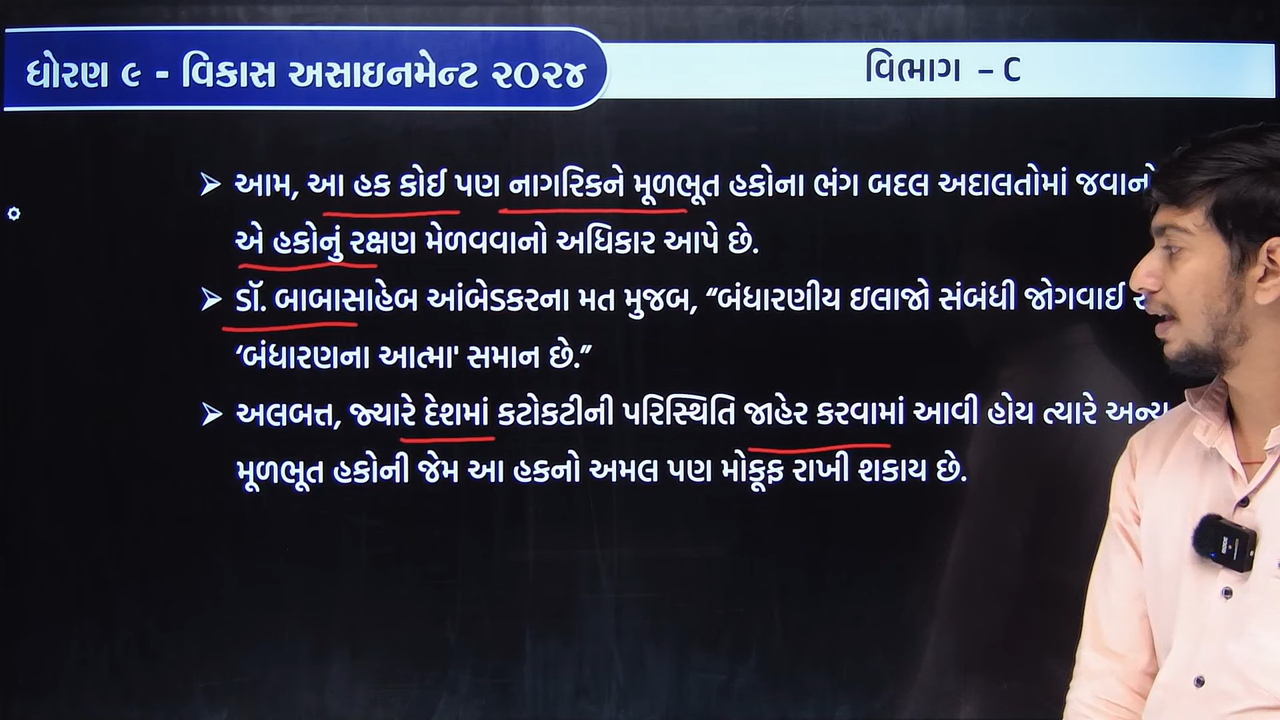 ધોરણ ૯ - વિકાસ અસાઇનમેન્ટ ૨૦૨૪
વિભાગ – C
આમ, આ હક કોઈ પણ નાગરિકને મૂળભૂત હકોના ભંગ બદલ અદાલતોમાં જવાનો
એ હકોનું રક્ષણ મેળવવાનો અધિકાર આપે છે.
ડૉ. બાબાસાહેબ આંબેડકરના મત મુજબ, “બંધારણીય ઇલાજો સંબંધી જોગવાઈ
‘બંધારણના આત્મા' સમાન છે.”
અલબત્ત, જ્યારે દેશમાં કટોકટીની પરિસ્થિતિ જાહેર કરવામાં આવી હોય ત્યારે અન્ય
મૂળભૂત હકોની જેમ આ હકનો અમલ પણ મોકૂફ રાખી શકાય છે.